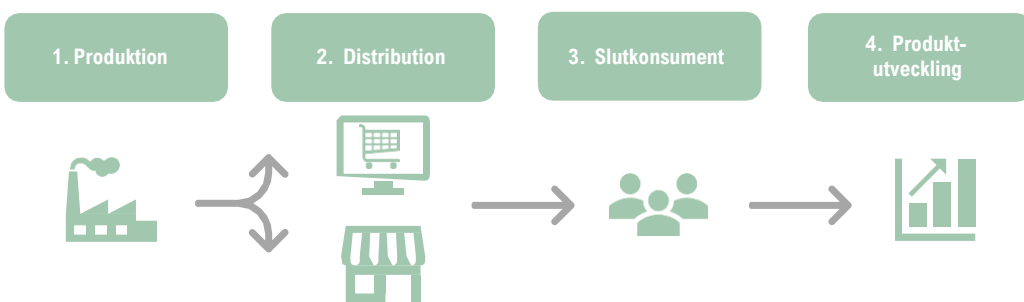 1. Produktion
2. Distribution
3. Slutkonsument
4. Produkt-
utveckling